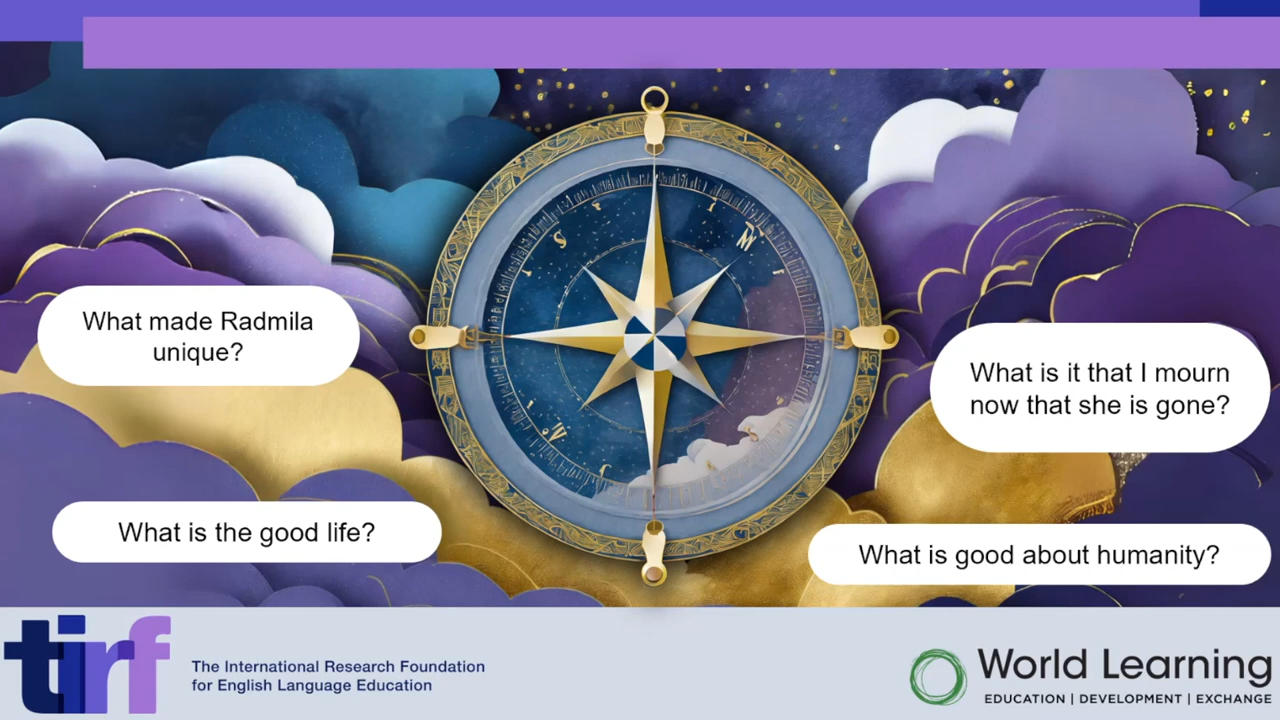 What made Radmila
unique?
What is it that I mourn
now that she is gone?
What is the good life?
What is good about humanity?
tirf
The International Research Foundation
for English Language Education
World Learning
EDUCATION | DEVELOPMENT | EXCHANGE